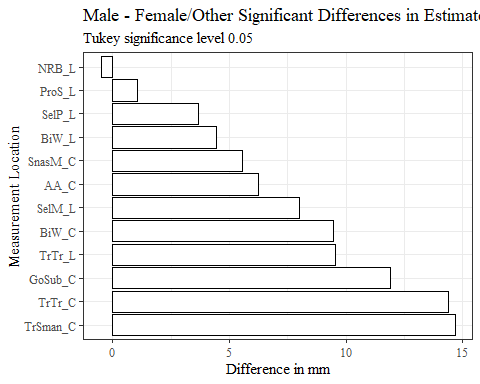 Male - Female/Other Significant Differences in Estimate
Tukey significance level 0.05
NRB_L
ProS_L
SelP_L
BiW_L
SnasM_C
AA_C
SelM_L
BiW_C
TrTr_L
GoSub_C
TrTr_C
TrSman_C
Measurement Location
0 5 10 15
Difference in mm